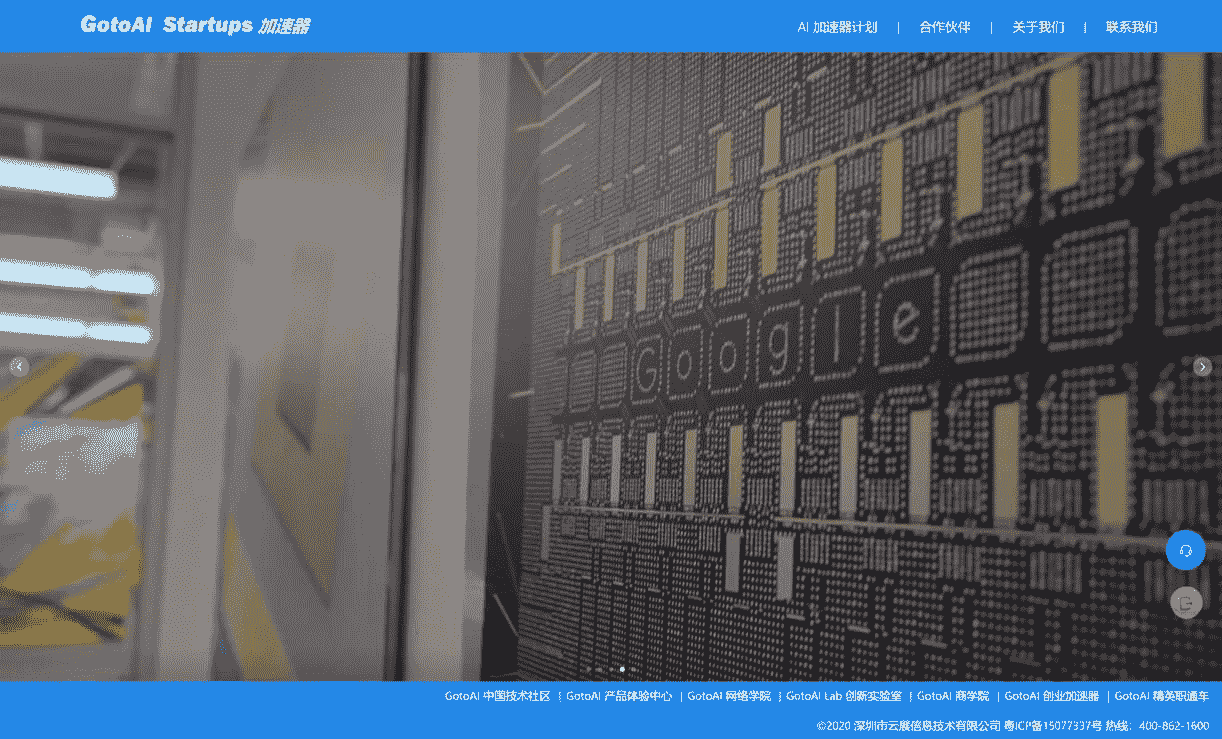 GotoAI Startups 加速器
AI 加速器计划 | 合作伙伴 | 关于我们 | 联系我们
Google
GotoAI 中国技术社区 | GotoAI 产品体验中心 | GotoAI 网络学院 | GotoAI Lab 创新实验室 | GotoAI 商学院 | GotoAI 创业加速器 | GotoAI 精英职通车
©2020 深圳市云展信息技术有限公司 粤ICP备15077337号 热线：400-862-1600